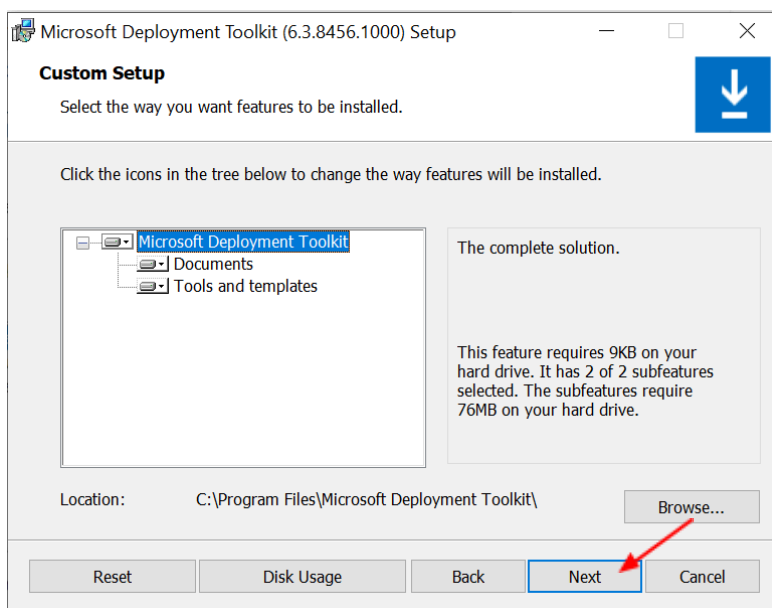 Microsoft Deployment Toolkit (6.3.8456.1000) Setup
Custom Setup
Select the way you want features to be installed.
Click the icons in the tree below to change the way features will be installed.
Microsoft Deployment Toolkit
Documents
Tools and templates
The complete solution.
This feature requires 9KB on your
hard drive. It has 2 of 2 subfeatures
selected. The subfeatures require
76MB on your hard drive.
Location: C:\Program Files\Microsoft Deployment Toolkit\
Browse...
Reset Disk Usage Back Next Cancel